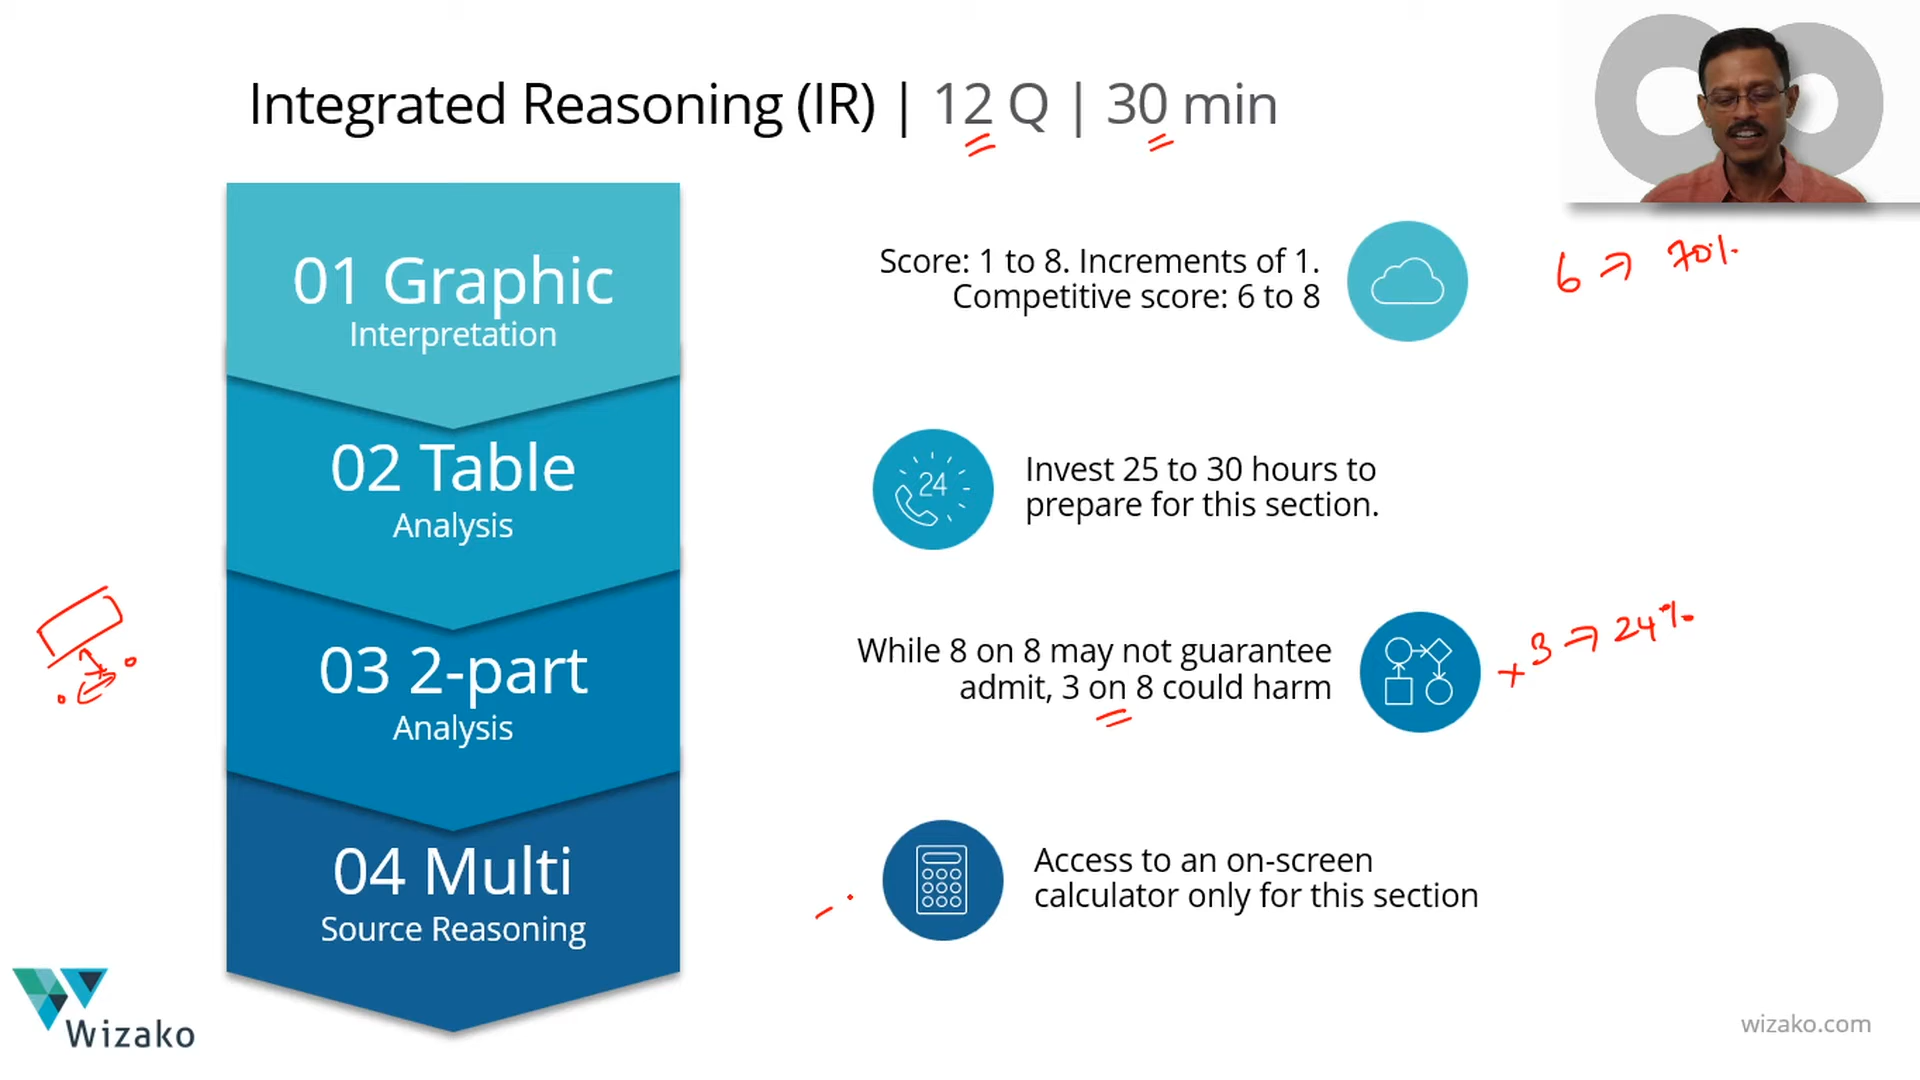 Integrated Reasoning (IR) | 12 Q | 30 min
01 Graphic
Interpretation
02 Table
Analysis
03 2-part
Analysis
04 Multi
Source Reasoning
Score: 1 to 8. Increments of 1.
Competitive score: 6 to 8
6 ⇒ 70%
24
Invest 25 to 30 hours to
prepare for this section.
While 8 on 8 may not guarantee
admit, 3 on 8 could harm
3 ⇒ 24%
Access to an on-screen
calculator only for this section
Wizako
wizako.com